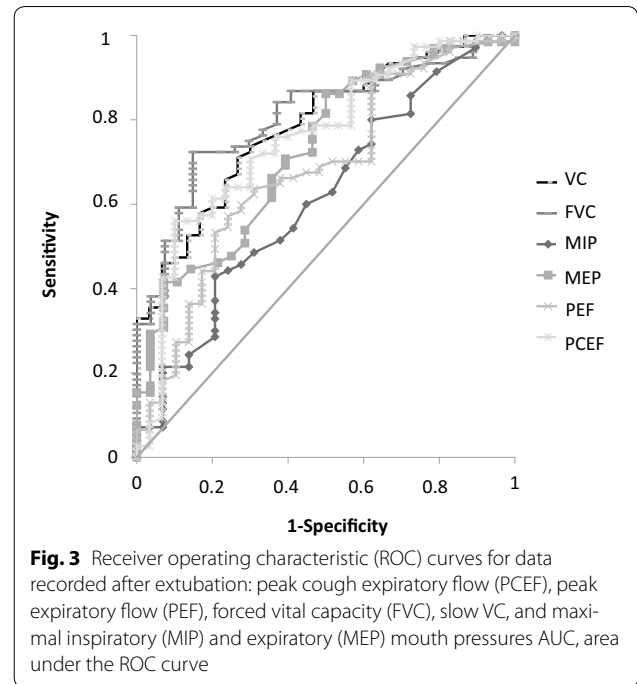 1
0.8
0.6
0.4
0.2
0
Sensitivity
0 0.2 0.4 0.6 0.8 1
1-Specificity
VC
FVC
MIP
MEP
PEF
PCEF
Fig. 3 Receiver operating characteristic (ROC) curves for data
recorded after extubation: peak cough expiratory flow (PCEF), peak
expiratory flow (PEF), forced vital capacity (FVC), slow VC, and maxi-
mal inspiratory (MIP) and expiratory (MEP) mouth pressures AUC, area
under the ROC curve